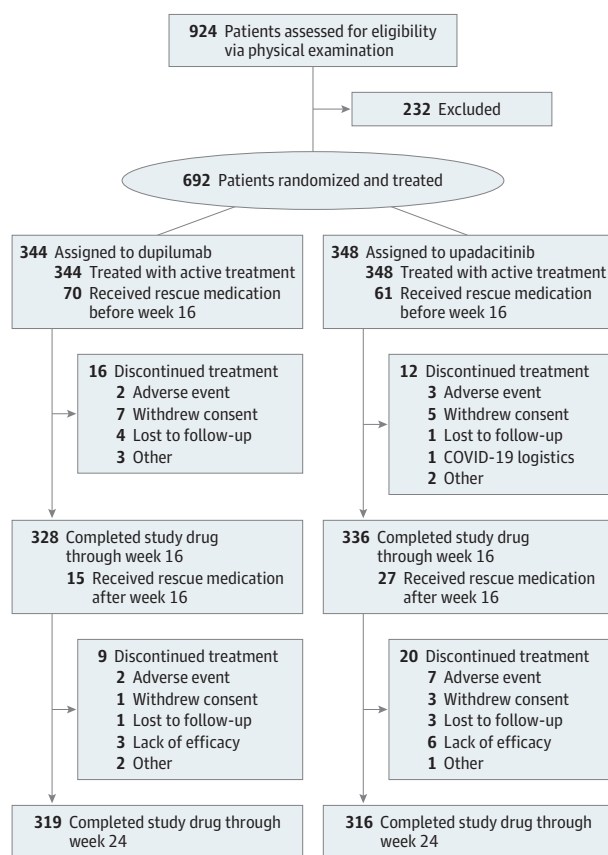 924 Patients assessed for eligibility
via physical examination
232 Excluded
692 Patients randomized and treated
344 Assigned to dupilumab
344 Treated with active treatment
70 Received rescue medication
before week 16
348 Assigned to upadacitinib
348 Treated with active treatment
61 Received rescue medication
before week 16
16 Discontinued treatment
2 Adverse event
7 Withdrew consent
4 Lost to follow-up
3 Other
12 Discontinued treatment
3 Adverse event
5 Withdrew consent
1 Lost to follow-up
1 COVID-19 logistics
2 Other
328 Completed study drug
through week 16
15 Received rescue medication
after week 16
336 Completed study drug
through week 16
27 Received rescue medication
after week 16
9 Discontinued treatment
2 Adverse event
1 Withdrew consent
1 Lost to follow-up
3 Lack of efficacy
2 Other
20 Discontinued treatment
7 Adverse event
3 Withdrew consent
3 Lost to follow-up
6 Lack of efficacy
1 Other
319 Completed study drug through
week 24
316 Completed study drug through
week 24